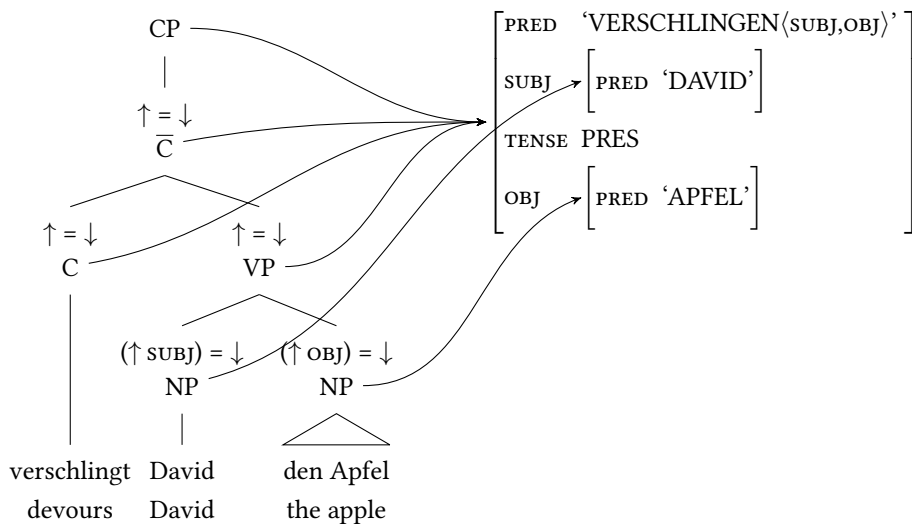 CP
PRED ‘VERSCHLINGEN⟨SUBJ,OBJ⟩’
SUBJ [PRED ‘DAVID’]
TENSE PRES
OBJ [PRED ‘APFEL’]
↑ = ↓
C̅
↑ = ↓ ↑ = ↓
C VP
(↑ SUBJ) = ↓ (↑ OBJ) = ↓
NP NP
verschlingt David den Apfel
devours David the apple